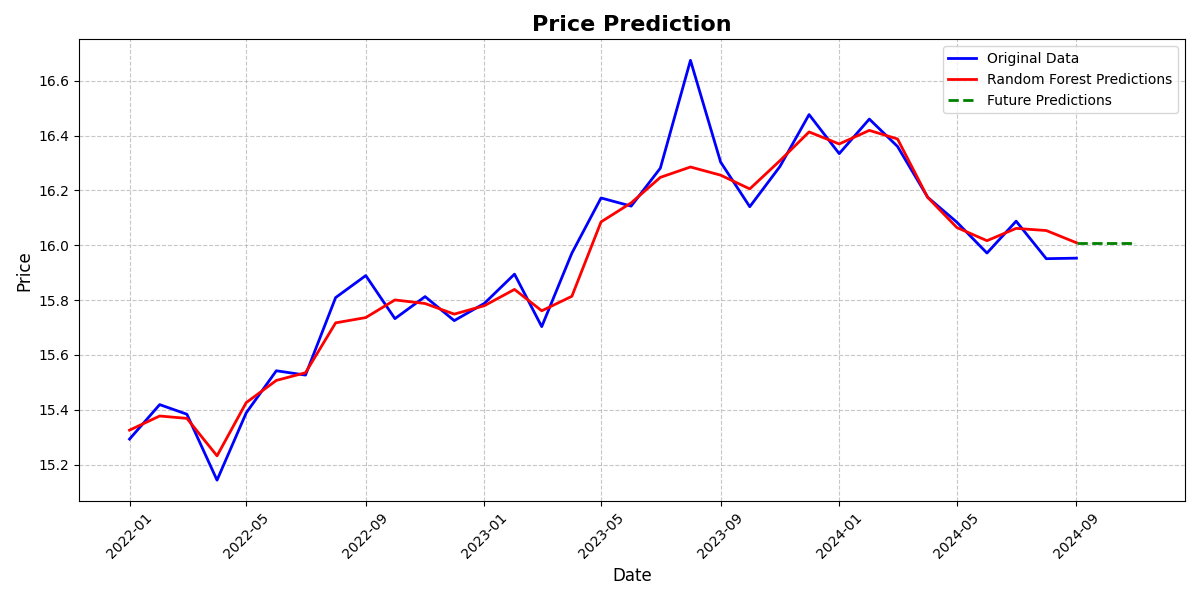 Price Prediction
Original Data
Random Forest Predictions
Future Predictions
Price
16.6
16.4
16.2
16.0
15.8
15.6
15.4
15.2
2022-01
2022-05
2022-09
2023-01
2023-05
2023-09
2024-01
2024-05
2024-09
Date